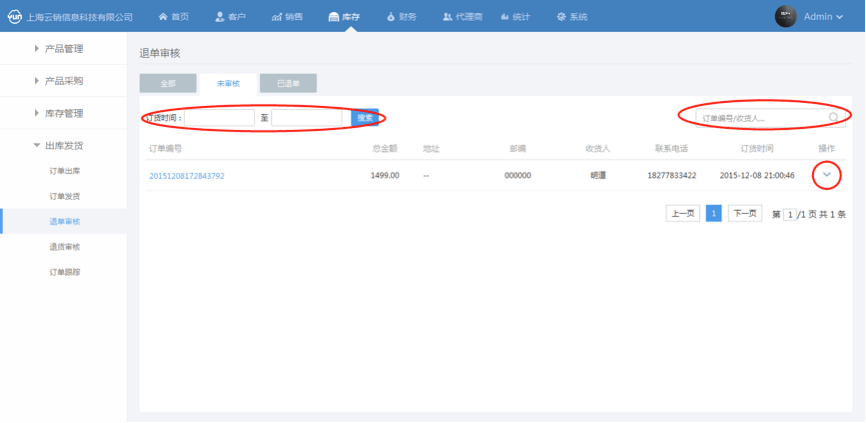 yun 上海云销信息科技有限公司 首页 客户 销售 库存 财务 代理商 统计 系统 Admin
产品管理
产品采购
库存管理
出库发货
订单出库
订单发货
退单审核
退货审核
订单跟踪
退单审核
全部 未审核 已退单
订货时间： 至 搜索 订单编号/收货人...
订单编号 总金额 地址 邮编 收货人 联系电话 订货时间 操作
20151208172843792 1499.00 -- 000000 明道 18277833422 2015-12-08 21:00:46
上一页 1 下一页 第 1 /1 页 共 1 条